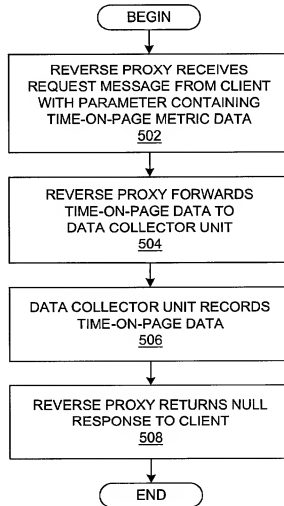 BEGIN
REVERSE PROXY RECEIVES
REQUEST MESSAGE FROM CLIENT
WITH PARAMETER CONTAINING
TIME-ON-PAGE METRIC DATA
502
REVERSE PROXY FORWARDS
TIME-ON-PAGE DATA TO
DATA COLLECTOR UNIT
504
DATA COLLECTOR UNIT RECORDS
TIME-ON-PAGE DATA
506
REVERSE PROXY RETURNS NULL
RESPONSE TO CLIENT
508
END